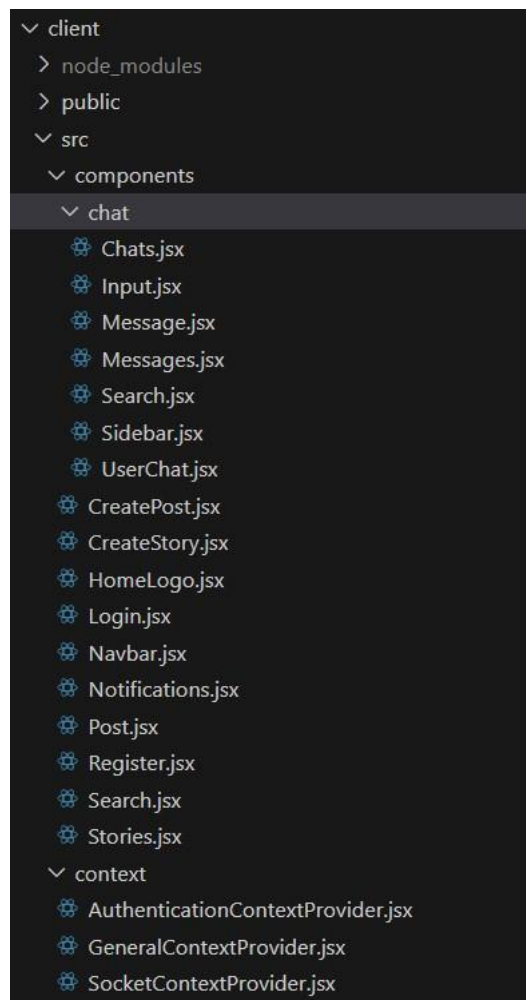 client
node_modules
public
src
components
chat
Chats.jsx
Input.jsx
Message.jsx
Messages.jsx
Search.jsx
Sidebar.jsx
UserChat.jsx
CreatePost.jsx
CreateStory.jsx
HomeLogo.jsx
Login.jsx
Navbar.jsx
Notifications.jsx
Post.jsx
Register.jsx
Search.jsx
Stories.jsx
context
AuthenticationContextProvider.jsx
GeneralContextProvider.jsx
SocketContextProvider.jsx